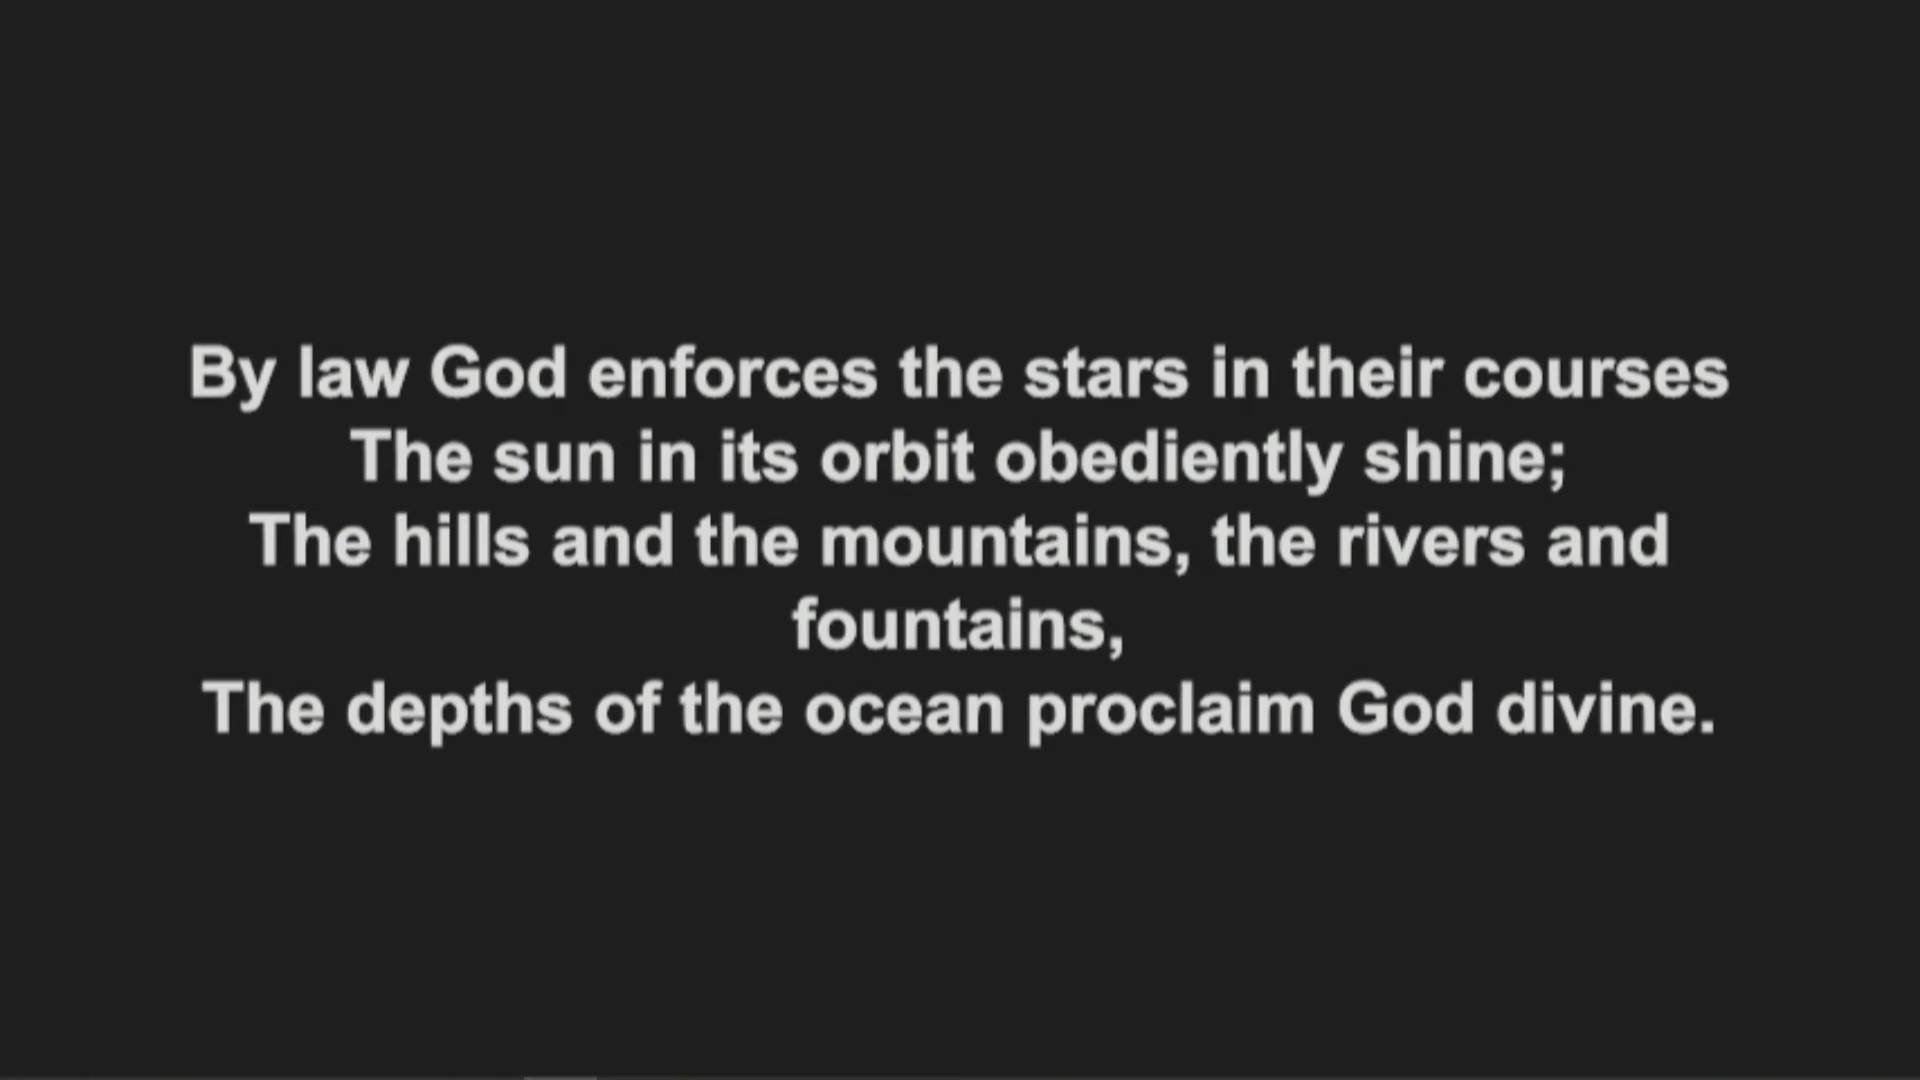 By law God enforces the stars in their courses
The sun in its orbit obediently shine;
The hills and the mountains, the rivers and
fountains,
The depths of the ocean proclaim God divine.